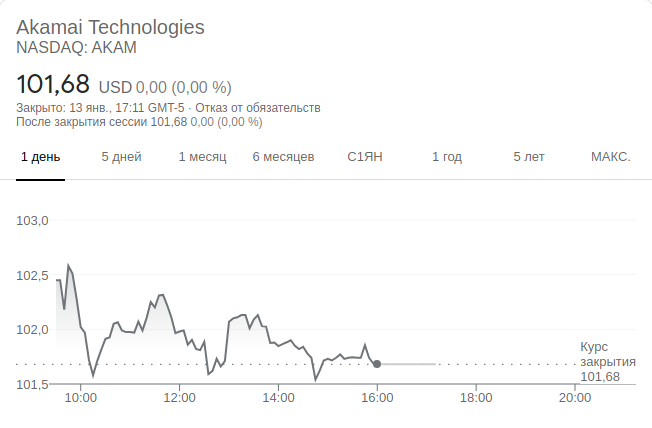 Akamai Technologies
NASDAQ: AKAM
101,68 USD 0,00 (0,00 %)
Закрыто: 13 янв., 17:11 GMT-5 · Отказ от обязательств
После закрытия сессии 101,68 0,00 (0,00 %)
1 день 5 дней 1 месяц 6 месяцев С1ЯН 1 год 5 лет МАКС.
103,0
102,5
102,0
Курс
закрытия
101,68
101,5
10:00 12:00 14:00 16:00 18:00 20:00